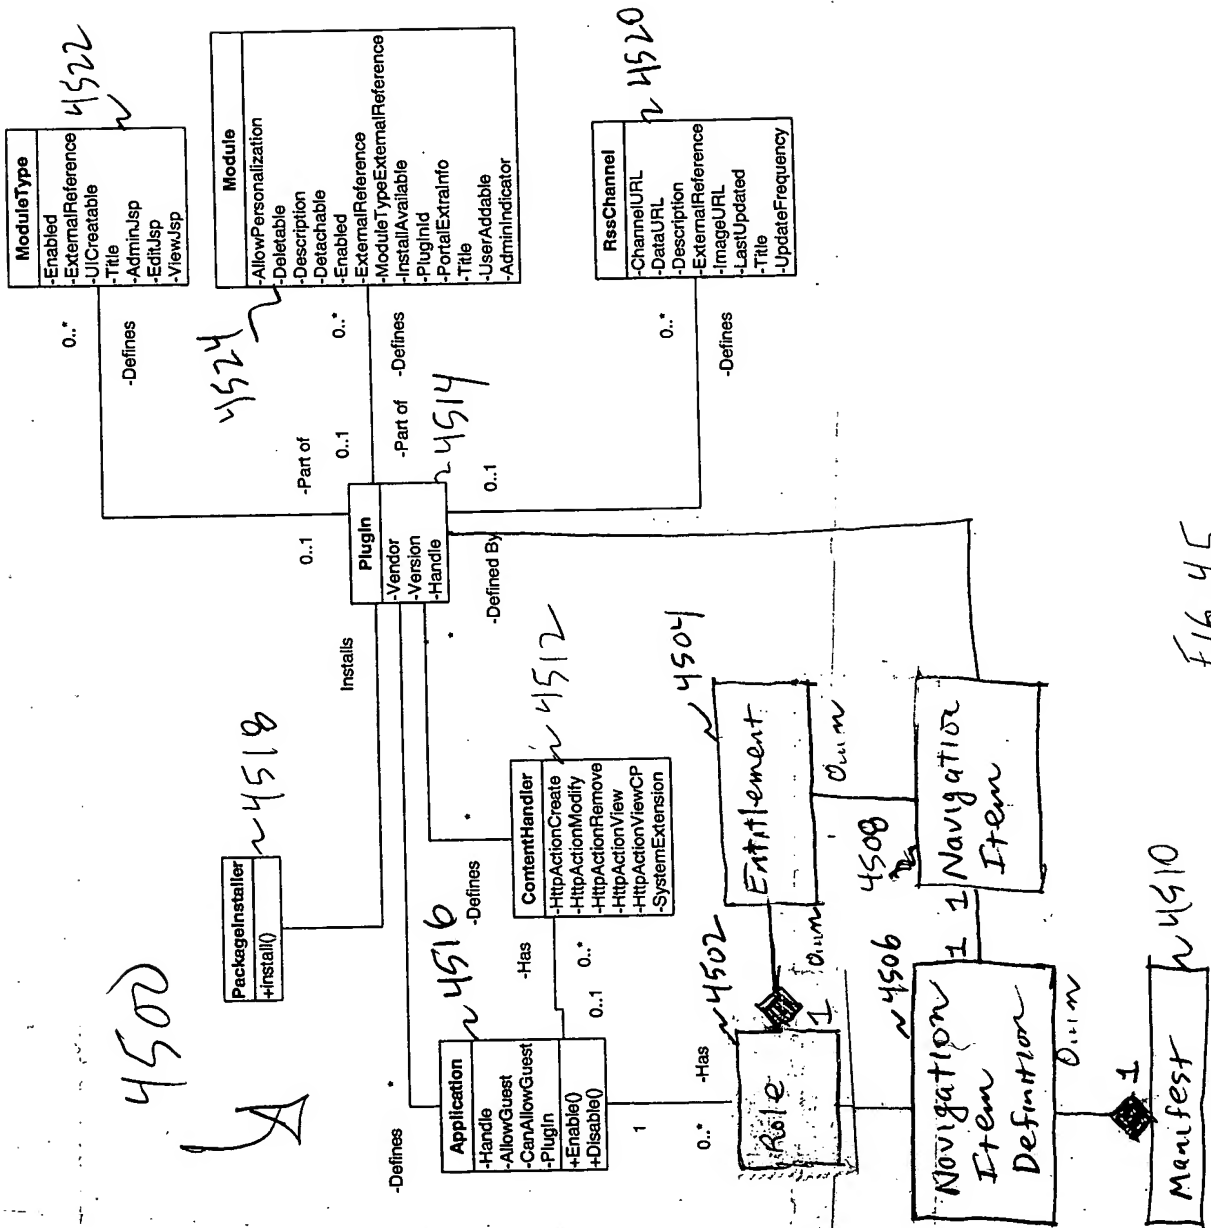 4500
PackageInstaller
+install()
~4518
Installs
-Defines
*
Application
-Handle
-AllowGuest
-CanAllowGuest
-PlugIn
+Enable()
+Disable()
~4516
1
-Has
0..*
0..1
-Has
0..*
-Defines
*
ContentHandler
-HttpActionCreate
-HttpActionModify
-HttpActionRemove
-HttpActionView
-HttpActionViewCP
-SystemExtension
~4512
*
*
PlugIn
-Vendor
-Version
-Handle
~4514
0..1
-Part of
0..1
-Part of
0..1
-Defined By
ModuleType
-Enabled
-ExternalReference
-UICreatable
-Title
-AdminJsp
-EditJsp
-ViewJsp
4522
0..*
-Defines
Module
-AllowPersonalization
-Deletable
-Description
-Detachable
-Enabled
-ExternalReference
-ModuleTypeExternalReference
-InstallAvailable
-PluginId
-PortalExtraInfo
-Title
-UserAddable
-AdminIndicator
4524
0..*
-Defines
RssChannel
-ChannelURL
-DataURL
-Description
-ExternalReference
-ImageURL
-LastUpdated
-Title
-UpdateFrequency
~4520
0..*
-Defines
Role
~4502
1
0...m
Entitlement
~4504
0...m
Navigation
Item
Definition
~4506
1
1
Navigation
Item
4508
0...m
1
Manifest
~4510
FIG 45